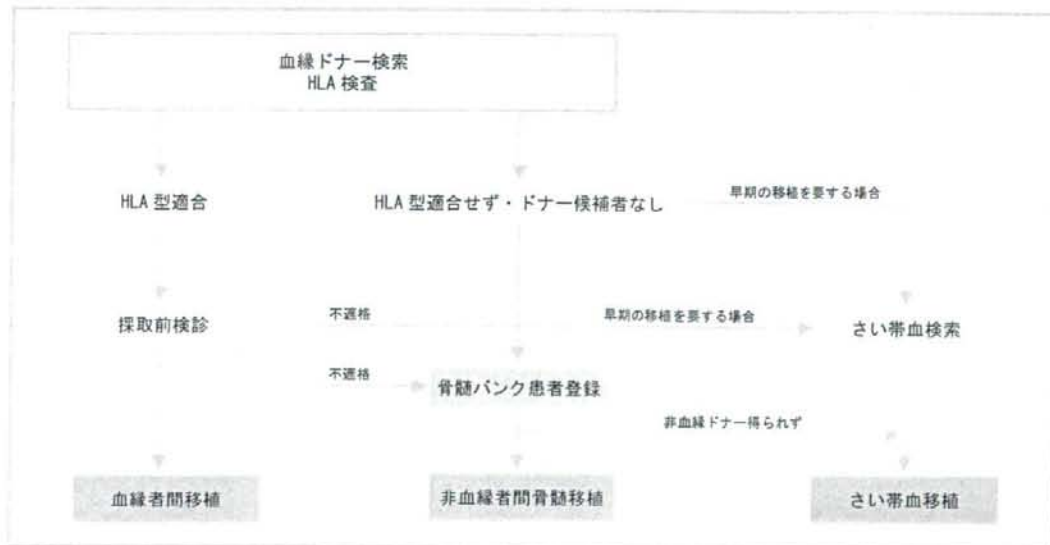 血縁ドナー検索
HLA 検査
HLA 型適合
HLA 型適合せず・ドナー候補者なし
早期の移植を要する場合
採取前検診
不適格
早期の移植を要する場合
さい帯血検索
不適格
骨髄バンク患者登録
非血縁ドナー得られず
血縁者間移植
非血縁者間骨髄移植
さい帯血移植